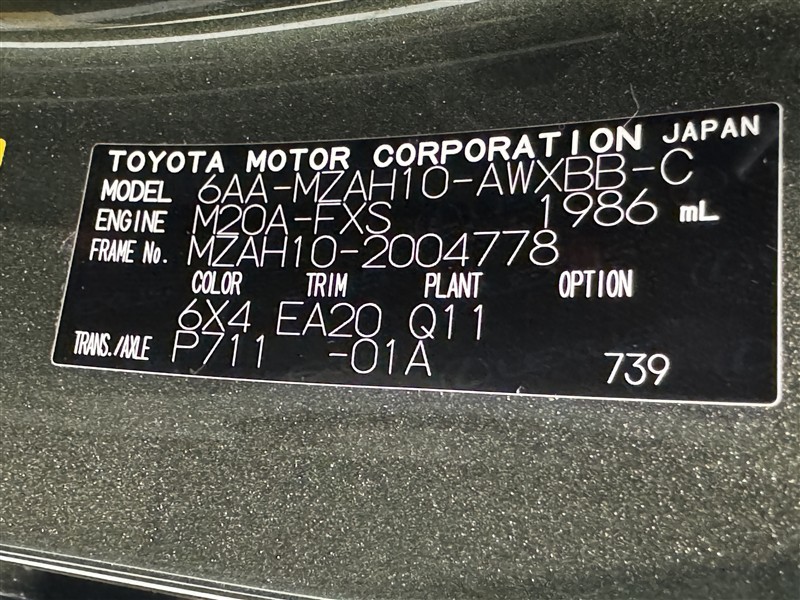 TOYOTA MOTOR CORPORATION JAPAN
MODEL 6AA-MZAH10-AWXBB-C
ENGINE M20A-FXS 1986 mL
FRAME No. MZAH10-2004778
COLOR TRIM PLANT OPTION
6X4 EA20 Q11
TRANS./AXLE P711 -01A 739